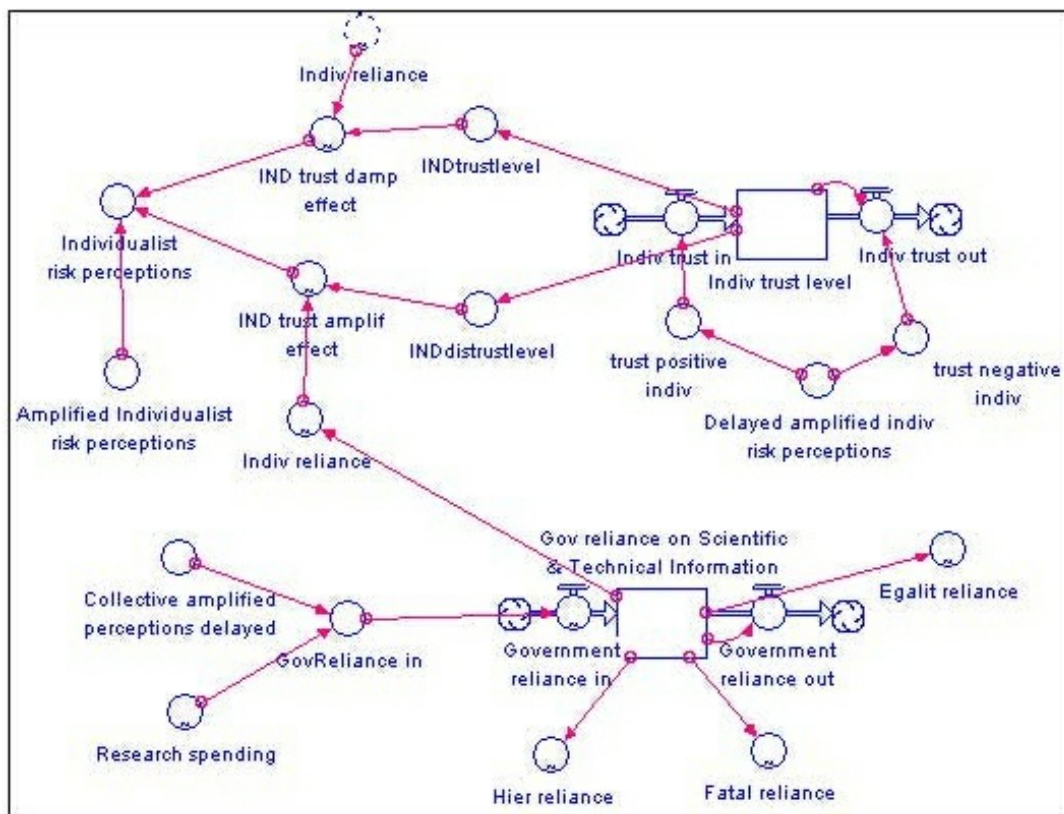 Indiv reliance
IND trust damp
effect
INDtrustlevel
Individualist
risk perceptions
Indiv trust in
Indiv trust level
Indiv trust out
IND trust amplif
effect
INDdistrustlevel
trust positive
indiv
trust negative
indiv
Amplified Individualist
risk perceptions
Delayed amplified indiv
risk perceptions
Indiv reliance
Gov reliance on Scientific
& Technical Information
Egalit reliance
Collective amplified
perceptions delayed
GovReliance in
Government
reliance in
Government
reliance out
Research spending
Hier reliance
Fatal reliance